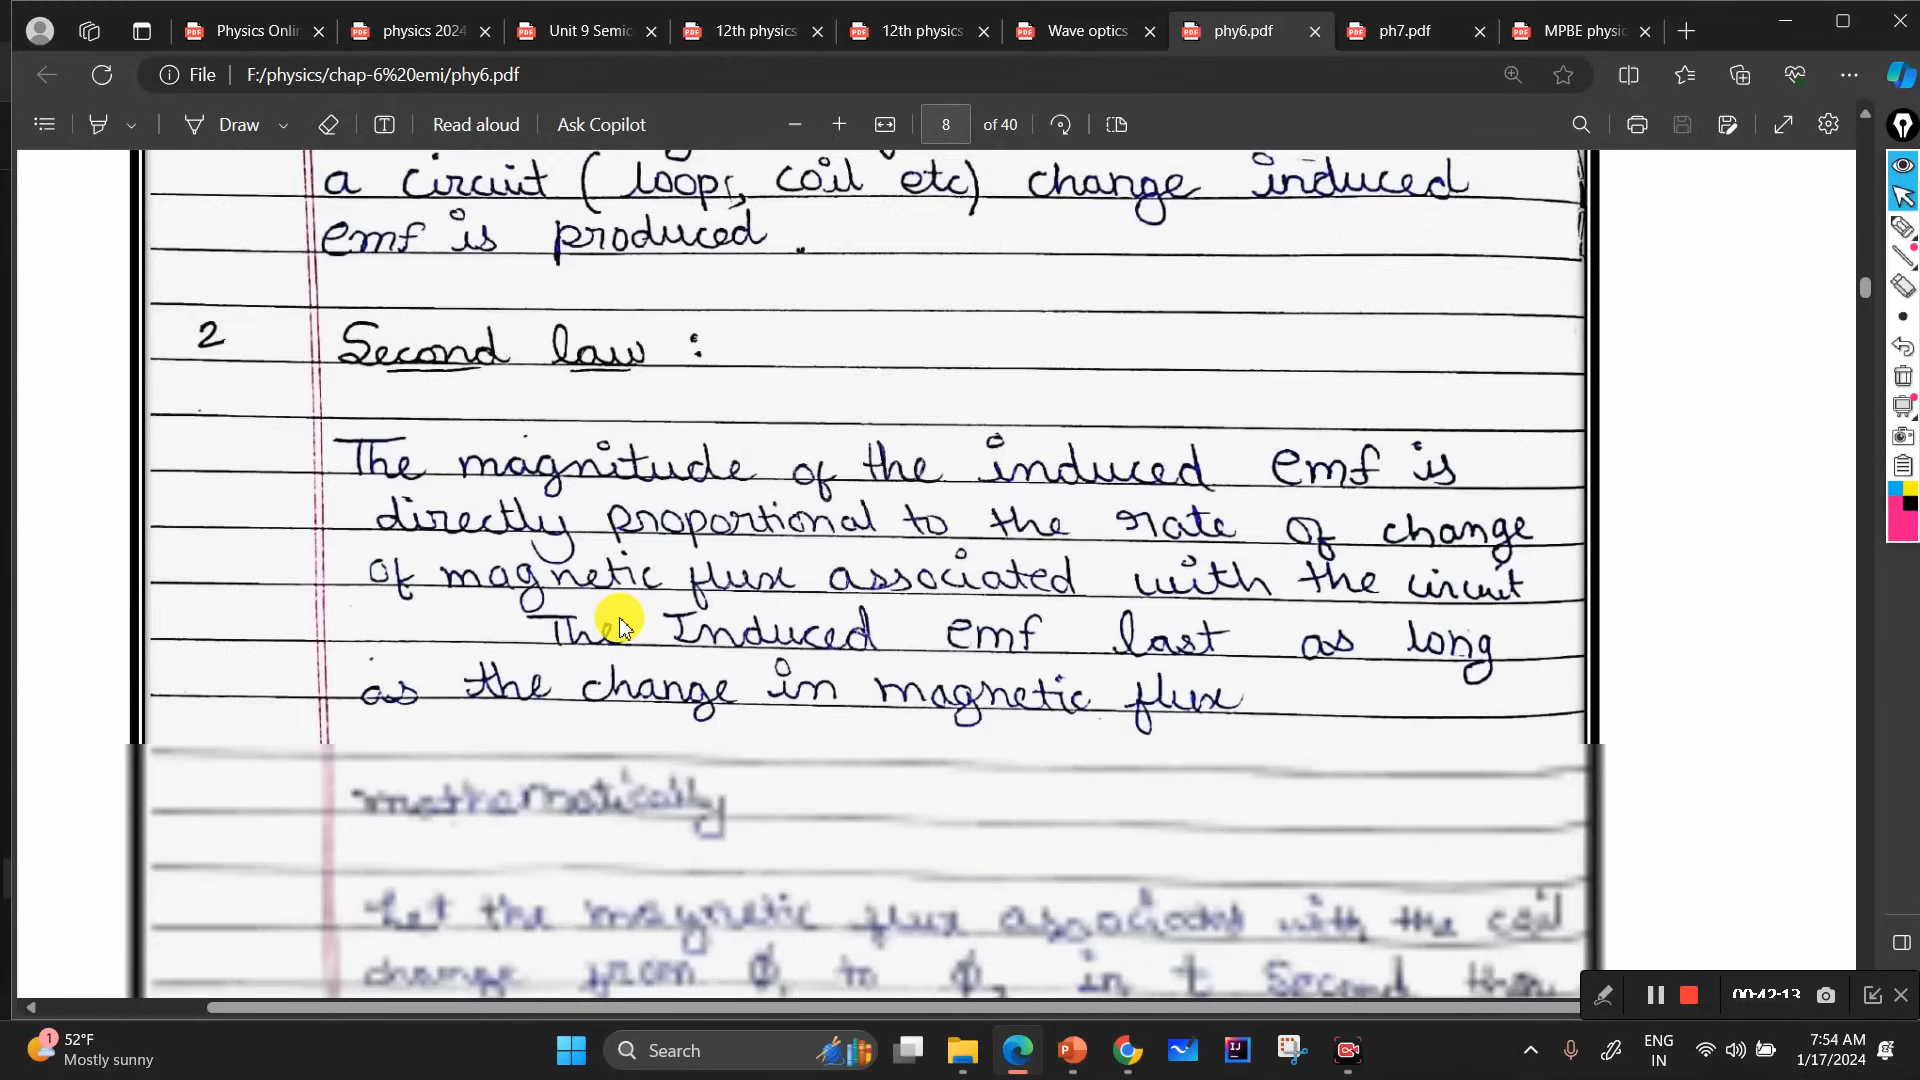 Physics Onlin
physics 2024
Unit 9 Semic
12th physics
12th physics
Wave optics
phy6.pdf
ph7.pdf
MPBE physic
File
F:/physics/chap-6%20emi/phy6.pdf
Draw
Read aloud
Ask Copilot
8
of 40
a circuit ( loops, coil etc) change induced
emf is produced .
2 Second law :
The magnitude of the induced emf is
directly proportional to the rate of change
of magnetic flux associated with the circuit
The Induced emf last as long
as the change in magnetic flux
mathematically
Let the magnetic flux associated with the coil
change from Φ, to Φ, in t Second then
00:42:13
1
52°F
Mostly sunny
Search
ENG
IN
7:54 AM
1/17/2024